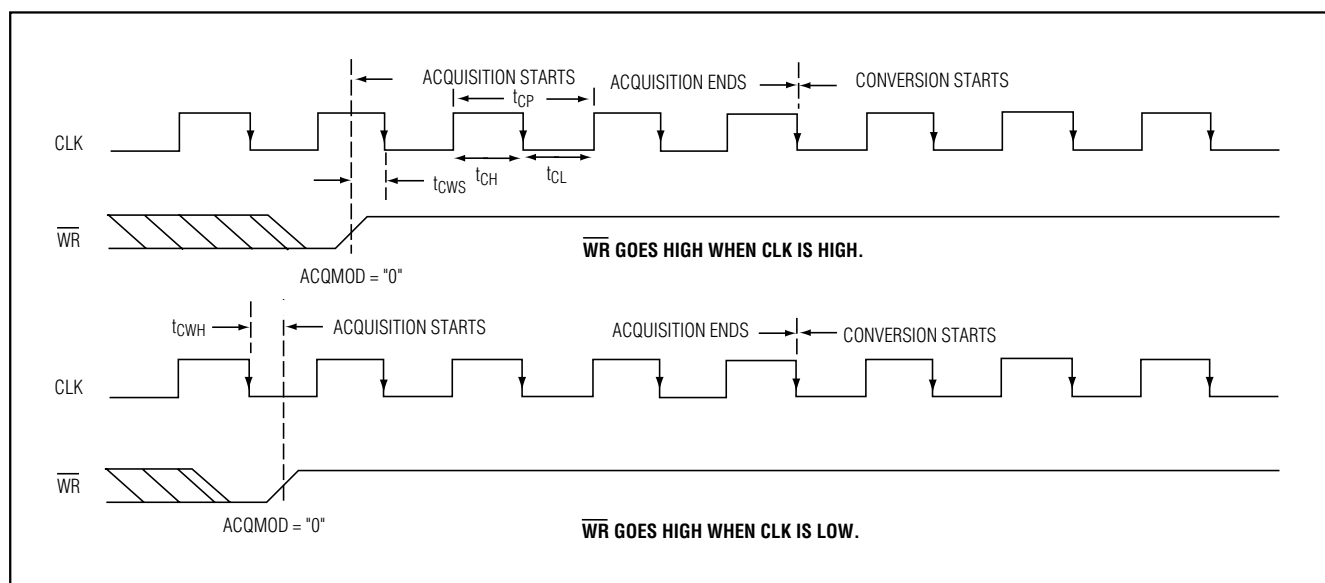 ACQUISITION STARTS
ACQUISITION ENDS
CONVERSION STARTS
tCP
CLK
tCWS
tCH
tCL
WR
WR GOES HIGH WHEN CLK IS HIGH.
ACQMOD = "0"
tCWH
ACQUISITION STARTS
ACQUISITION ENDS
CONVERSION STARTS
CLK
WR
ACQMOD = "0"
WR GOES HIGH WHEN CLK IS LOW.